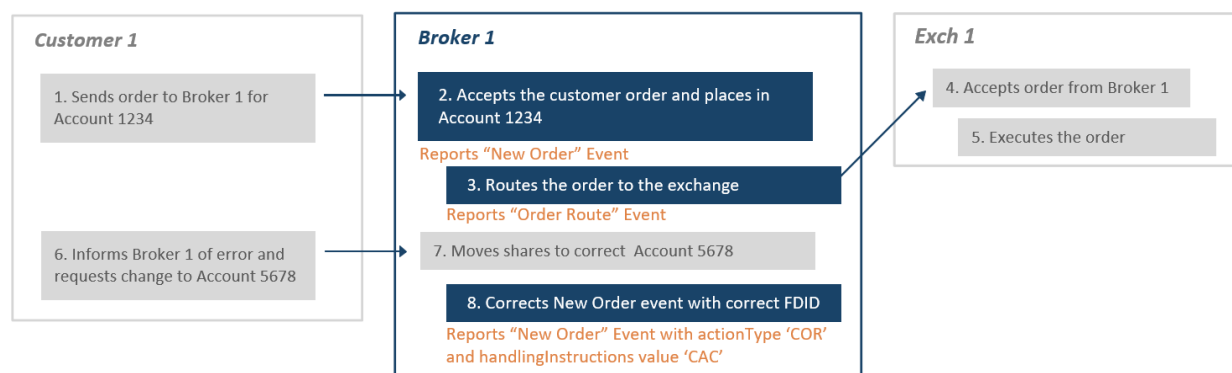 Customer 1
1. Sends order to Broker 1 for
Account 1234
6. Informs Broker 1 of error and
requests change to Account 5678
Broker 1
2. Accepts the customer order and places in
Account 1234
Reports “New Order” Event
3. Routes the order to the exchange
Reports “Order Route” Event
7. Moves shares to correct  Account 5678
8. Corrects New Order event with correct FDID
Reports “New Order” Event with actionType ‘COR’
and handlingInstructions value ‘CAC’
Exch 1
4. Accepts order from Broker 1
5. Executes the order